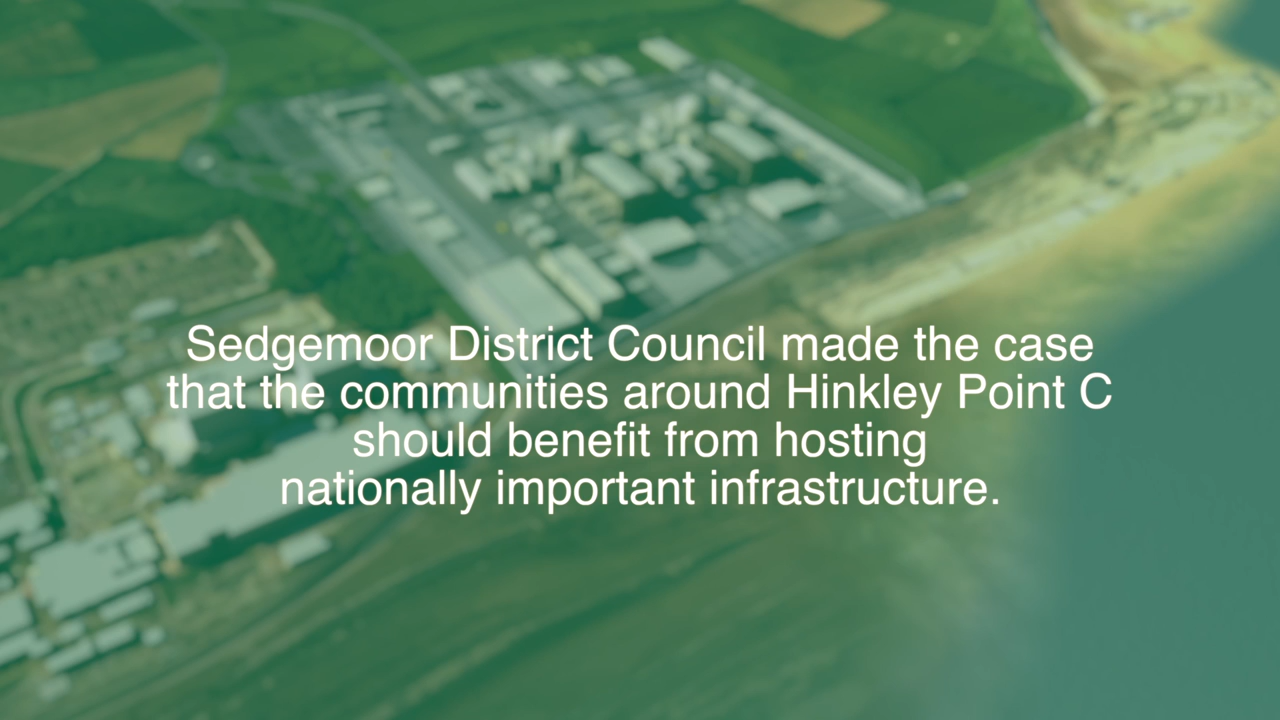 Sedgemoor District Council made the case
that the communities around Hinkley Point C
should benefit from hosting
nationally important infrastructure.